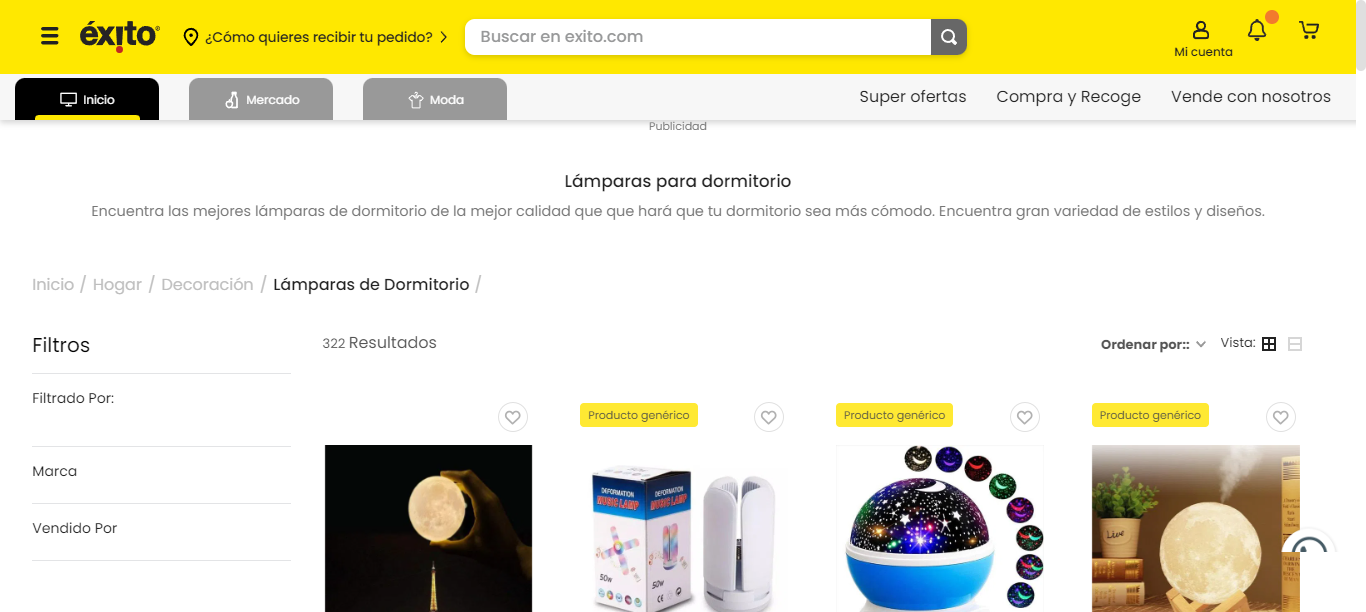 éxito
¿Cómo quieres recibir tu pedido?
Buscar en exito.com
Mi cuenta
Inicio
Mercado
Moda
Super ofertas
Compra y Recoge
Vende con nosotros
Publicidad
Lámparas para dormitorio
Encuentra las mejores lámparas de dormitorio de la mejor calidad que que hará que tu dormitorio sea más cómodo. Encuentra gran variedad de estilos y diseños.
Inicio / Hogar / Decoración / Lámparas de Dormitorio /
Filtros
322 Resultados
Ordenar por::
Vista:
Filtrado Por:
Marca
Vendido Por
Producto genérico
Producto genérico
Producto genérico
DEFORMATION
MUSIC LAMP
50w
DEFORMATION
MUSIC LAMP
50w
Live